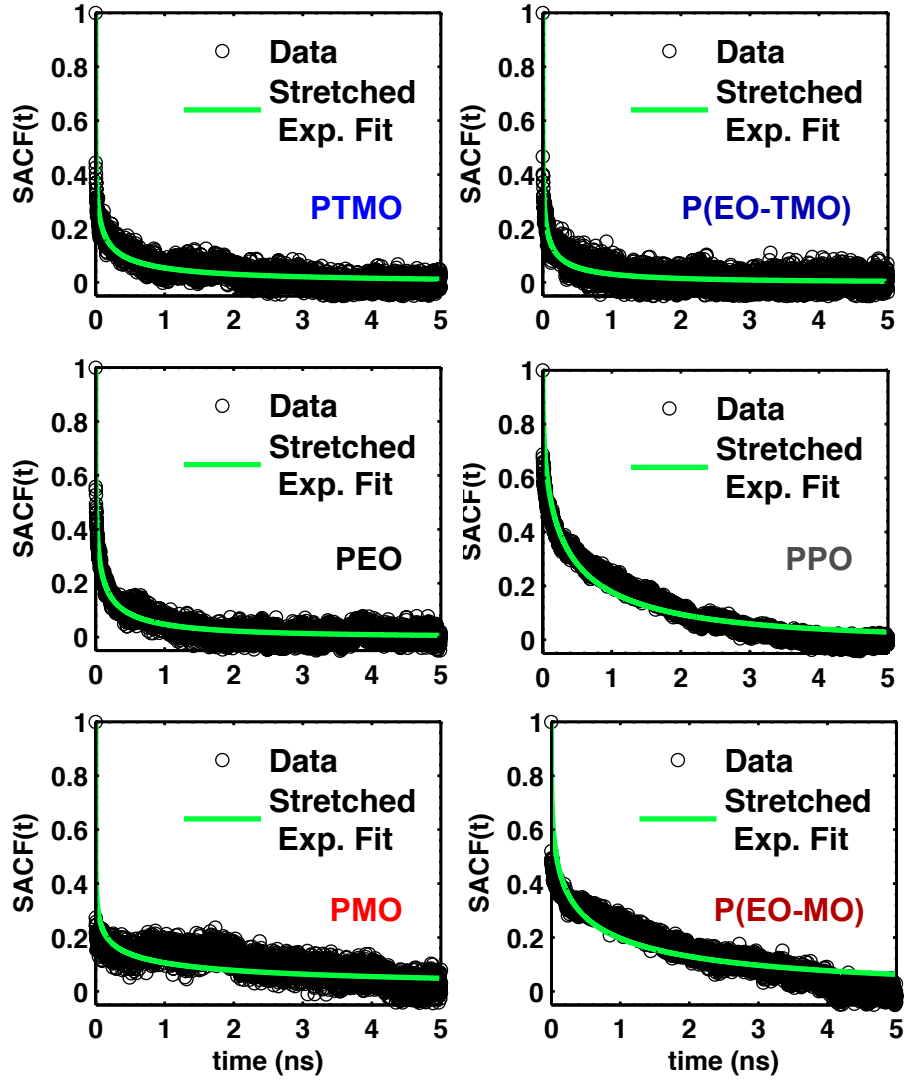 1
0.8
0.6
0.4
0.2
0
SACF(t)
Data
Stretched
Exp. Fit
PTMO
0 1 2 3 4 5
1
0.8
0.6
0.4
0.2
0
SACF(t)
Data
Stretched
Exp. Fit
P(EO-TMO)
0 1 2 3 4 5
1
0.8
0.6
0.4
0.2
0
SACF(t)
Data
Stretched
Exp. Fit
PEO
0 1 2 3 4 5
1
0.8
0.6
0.4
0.2
0
SACF(t)
Data
Stretched
Exp. Fit
PPO
0 1 2 3 4 5
1
0.8
0.6
0.4
0.2
0
SACF(t)
Data
Stretched
Exp. Fit
PMO
0 1 2 3 4 5
time (ns)
1
0.8
0.6
0.4
0.2
0
SACF(t)
Data
Stretched
Exp. Fit
P(EO-MO)
0 1 2 3 4 5
time (ns)